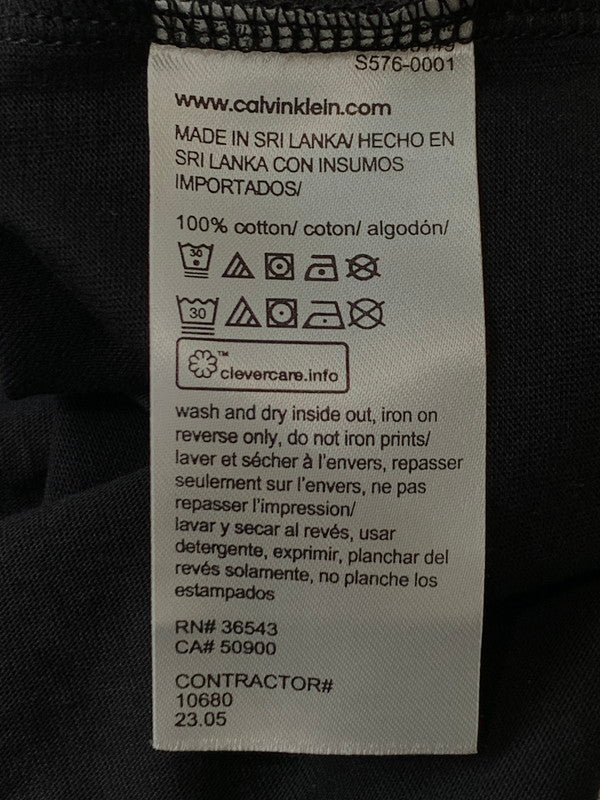 S576-0001
www.calvinklein.com
MADE IN SRI LANKA/ HECHO EN
SRI LANKA CON INSUMOS
IMPORTADOS/
100% cotton/ coton/ algodón/
30
30
™
clevercare.info
wash and dry inside out, iron on
reverse only, do not iron prints/
laver et sécher à l'envers, repasser
seulement sur l'envers, ne pas
repasser l'impression/
lavar y secar al revés, usar
detergente, exprimir, planchar del
revés solamente, no planche los
estampados
RN# 36543
CA# 50900
CONTRACTOR#
10680
23.05